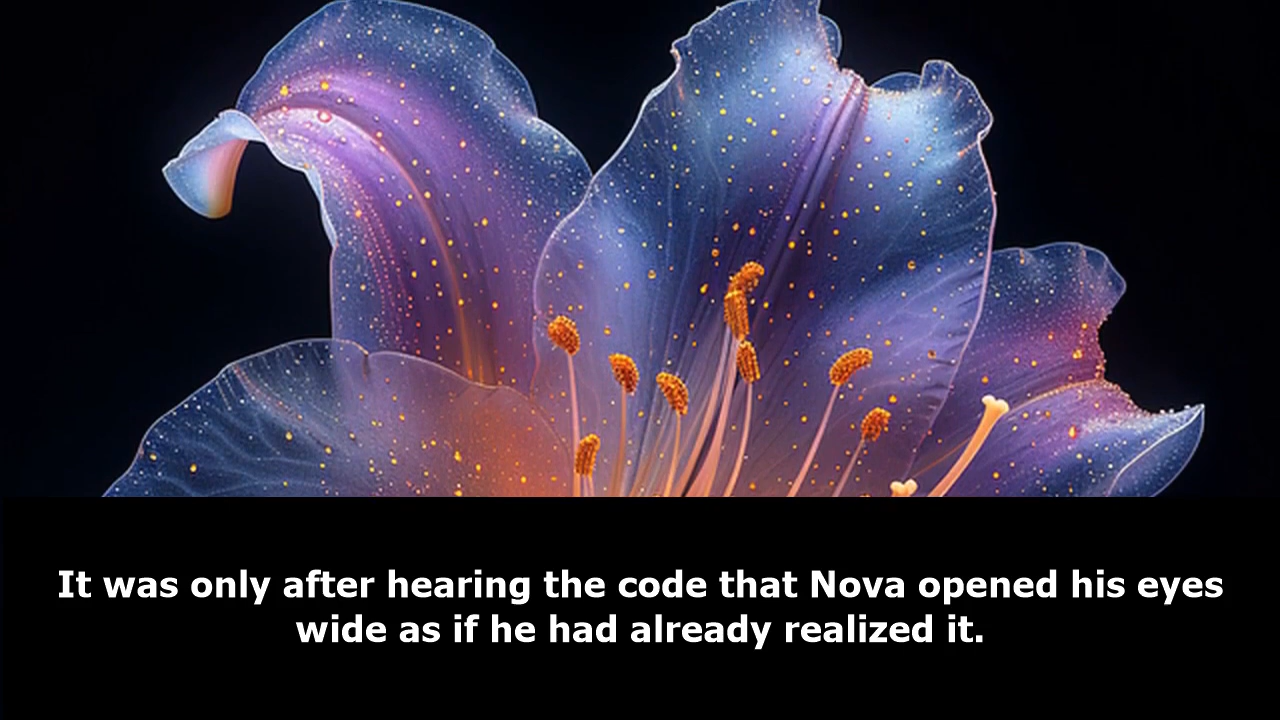 It was only after hearing the code that Nova opened his eyes
wide as if he had already realized it.